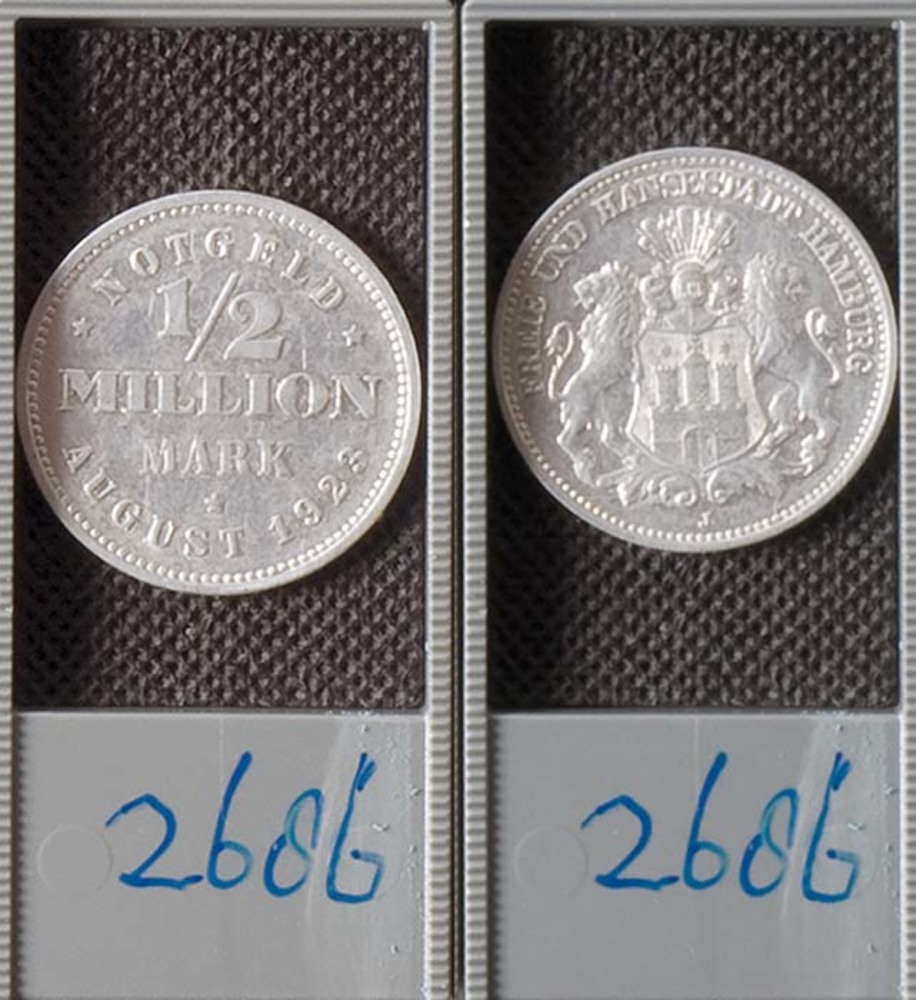 NOTGELD
1/2
MILLION
MARK
AUGUST 1923
2686
FREIE UND HANSESTADT HAMBURG
J
2686